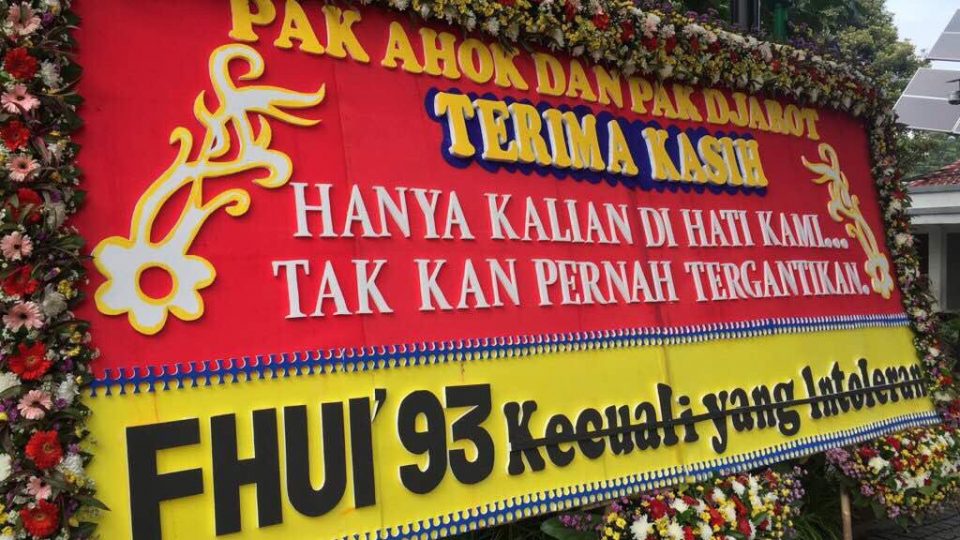 PAK AHOK DAN PAK DJAROT
TERIMA KASIH
HANYA KALIAN DI HATI KAMI...
TAK KAN PERNAH TERGANTIKAN.
FHUI'93 Kecuali yang Intoleran